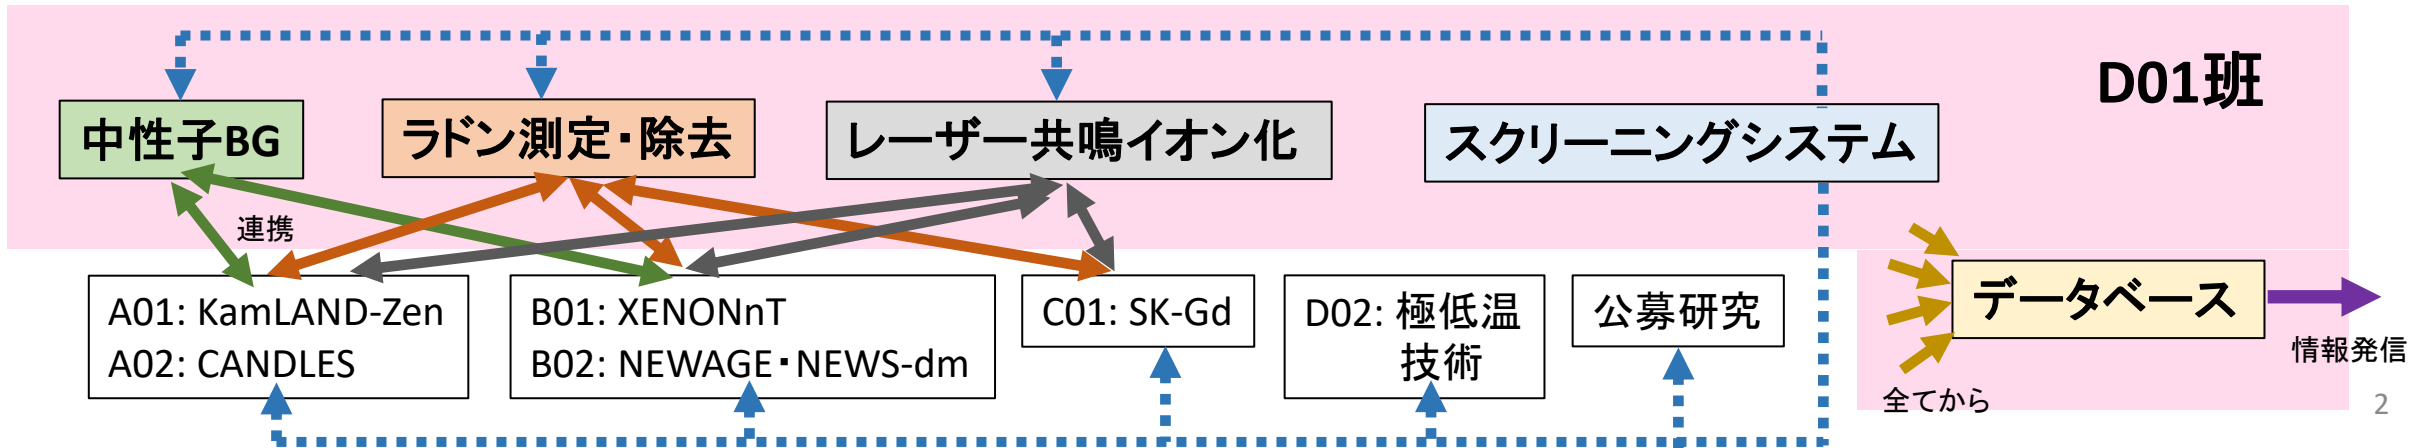 D01班
中性子BG
ラドン測定・除去
レーザー共鳴イオン化
スクリーニングシステム
連携
A01: KamLAND-Zen
A02: CANDLES
B01: XENONnT
B02: NEWAGE・NEWS-dm
C01: SK-Gd
D02: 極低温
技術
公募研究
データベース
情報発信
全てから
2